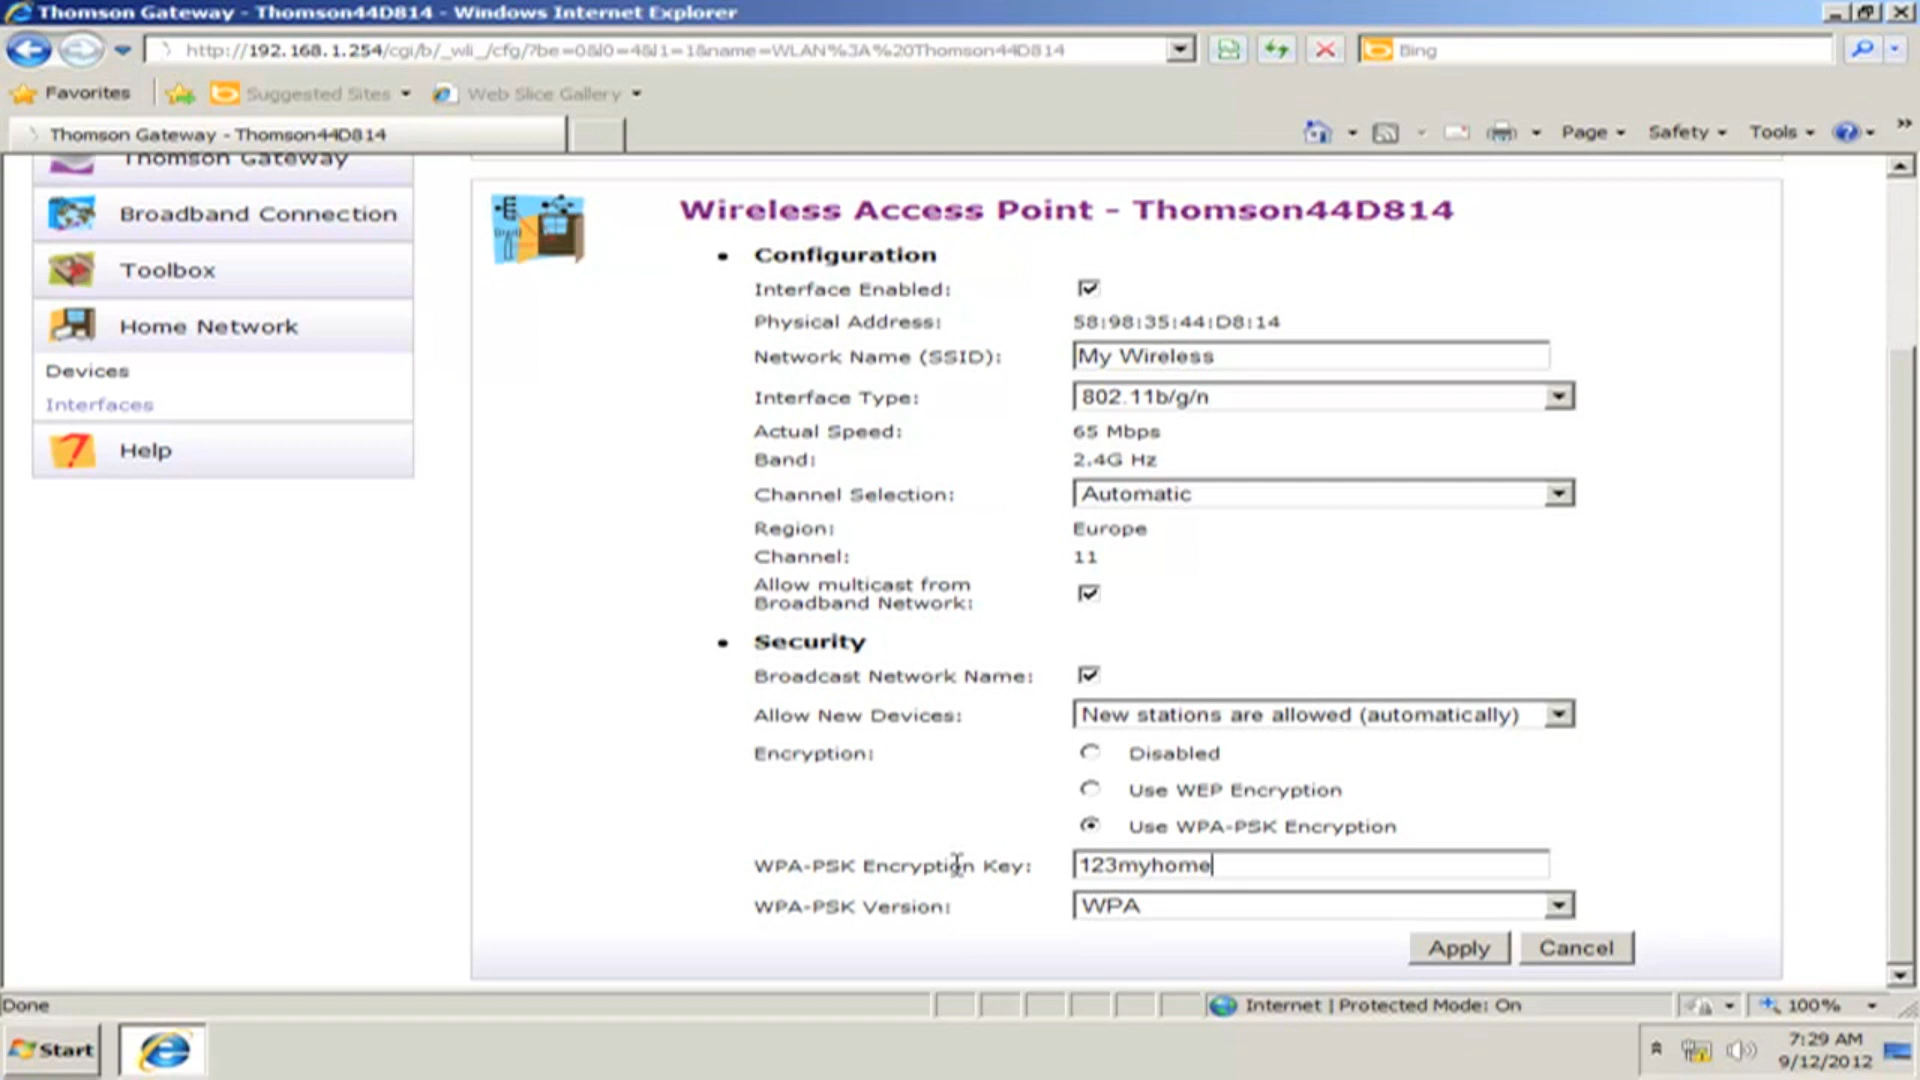 Thomson Gateway - Thomson44D814 - Windows Internet Explorer
http://192.168.1.254/cgi/b/_wli_/cfg/?be=0&l0=4&l1=1&name=WLAN%3A%20Thomson44D814
Bing
Favorites
Suggested Sites
Web Slice Gallery
Thomson Gateway - Thomson44D814
Page
Safety
Tools
Thomson Gateway
Broadband Connection
Toolbox
Home Network
Devices
Interfaces
Help
Wireless Access Point - Thomson44D814
• Configuration
Interface Enabled:
Physical Address: 58:98:35:44:D8:14
Network Name (SSID): My Wireless
Interface Type: 802.11b/g/n
Actual Speed: 65 Mbps
Band: 2.4G Hz
Channel Selection: Automatic
Region: Europe
Channel: 11
Allow multicast from
Broadband Network:
• Security
Broadcast Network Name:
Allow New Devices: New stations are allowed (automatically)
Encryption: Disabled
Use WEP Encryption
Use WPA-PSK Encryption
WPA-PSK Encryption Key: 123myhome
WPA-PSK Version: WPA
Apply Cancel
Done
Internet | Protected Mode: On
100%
Start
7:29 AM
9/12/2012